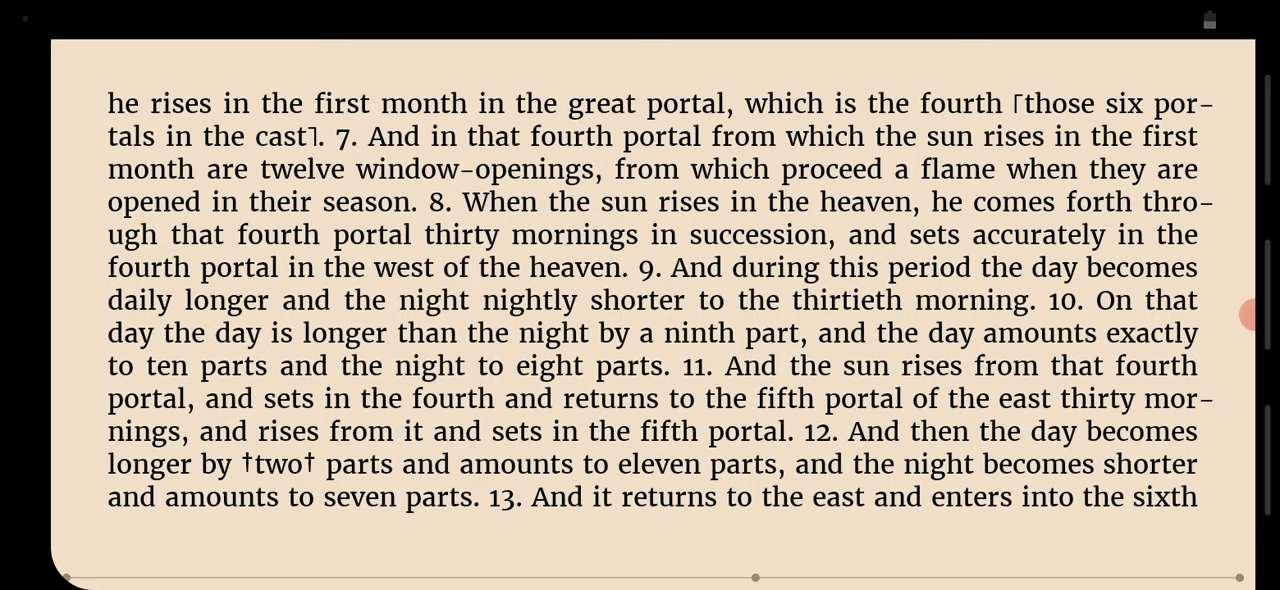 he rises in the first month in the great portal, which is the fourth ⌈those six por-
tals in the cast⌉. 7. And in that fourth portal from which the sun rises in the first
month are twelve window-openings, from which proceed a flame when they are
opened in their season. 8. When the sun rises in the heaven, he comes forth thro-
ugh that fourth portal thirty mornings in succession, and sets accurately in the
fourth portal in the west of the heaven. 9. And during this period the day becomes
daily longer and the night nightly shorter to the thirtieth morning. 10. On that
day the day is longer than the night by a ninth part, and the day amounts exactly
to ten parts and the night to eight parts. 11. And the sun rises from that fourth
portal, and sets in the fourth and returns to the fifth portal of the east thirty mor-
nings, and rises from it and sets in the fifth portal. 12. And then the day becomes
longer by †two† parts and amounts to eleven parts, and the night becomes shorter
and amounts to seven parts. 13. And it returns to the east and enters into the sixth